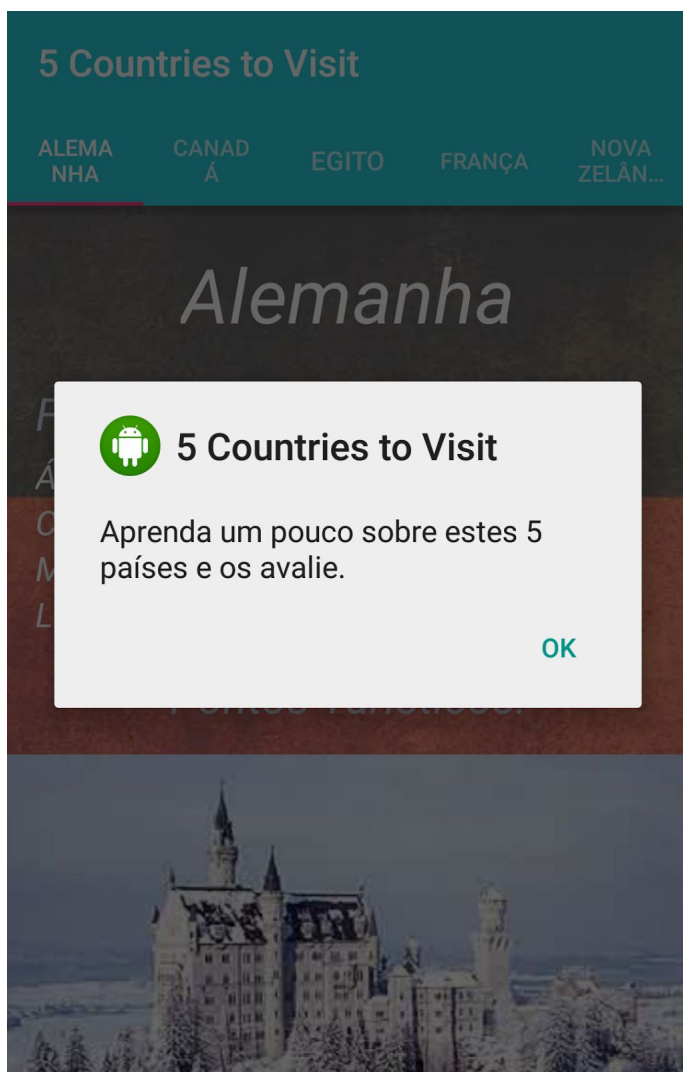 5 Countries to Visit
ALEMA
NHA
CANAD
Á
EGITO
FRANÇA
NOVA
ZELÂN...
Alemanha
5 Countries to Visit
Aprenda um pouco sobre estes 5
países e os avalie.
OK